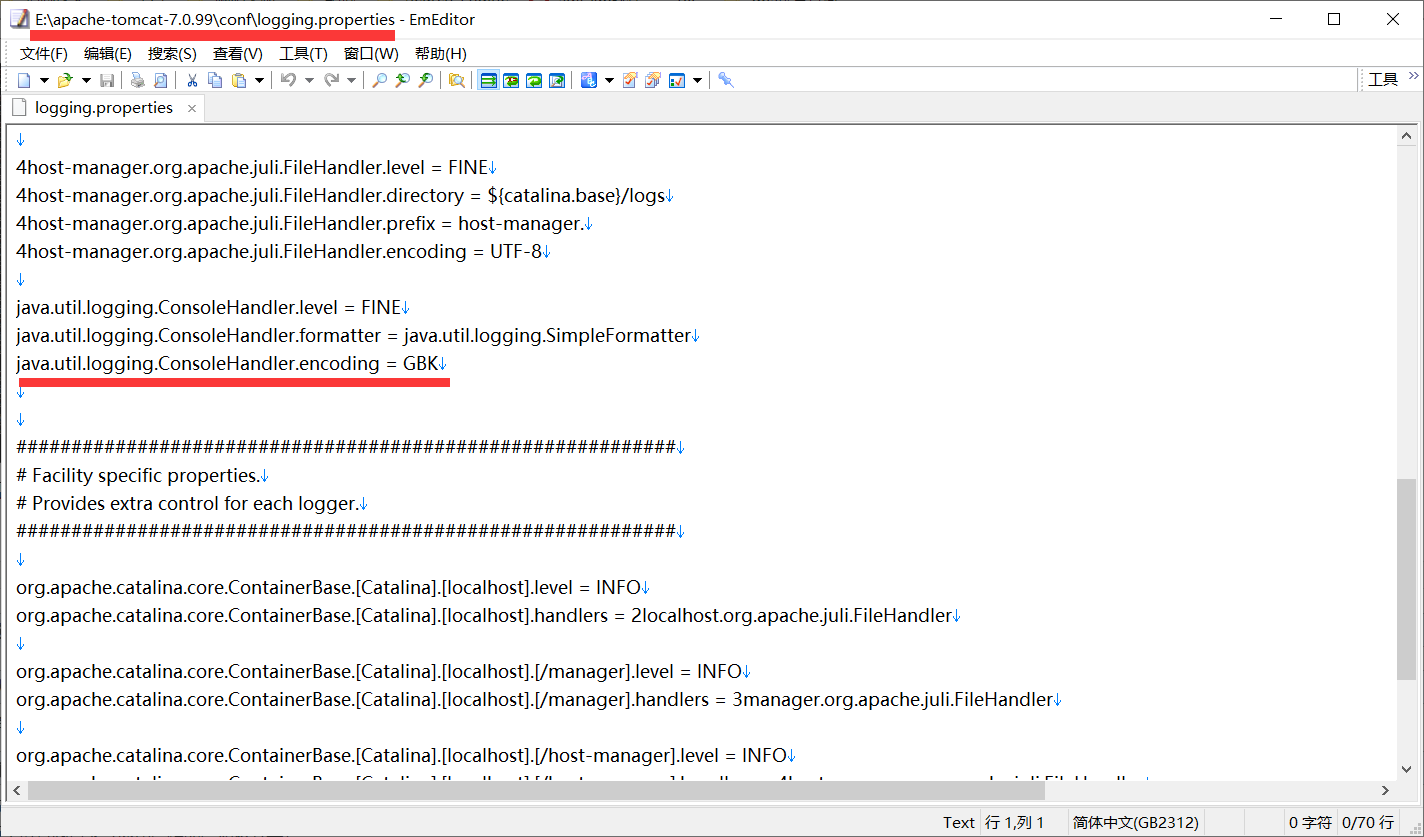 E:\apache-tomcat-7.0.99\conf\logging.properties - EmEditor
文件(F) 编辑(E) 搜索(S) 查看(V) 工具(T) 窗口(W) 帮助(H)
工具
logging.properties
4host-manager.org.apache.juli.FileHandler.level = FINE↓
4host-manager.org.apache.juli.FileHandler.directory = ${catalina.base}/logs↓
4host-manager.org.apache.juli.FileHandler.prefix = host-manager.↓
4host-manager.org.apache.juli.FileHandler.encoding = UTF-8↓
↓
java.util.logging.ConsoleHandler.level = FINE↓
java.util.logging.ConsoleHandler.formatter = java.util.logging.SimpleFormatter↓
java.util.logging.ConsoleHandler.encoding = GBK↓
↓
↓
############################################################↓
# Facility specific properties.↓
# Provides extra control for each logger.↓
############################################################↓
↓
org.apache.catalina.core.ContainerBase.[Catalina].[localhost].level = INFO↓
org.apache.catalina.core.ContainerBase.[Catalina].[localhost].handlers = 2localhost.org.apache.juli.FileHandler↓
↓
org.apache.catalina.core.ContainerBase.[Catalina].[localhost].[/manager].level = INFO↓
org.apache.catalina.core.ContainerBase.[Catalina].[localhost].[/manager].handlers = 3manager.org.apache.juli.FileHandler↓
↓
org.apache.catalina.core.ContainerBase.[Catalina].[localhost].[/host-manager].level = INFO↓
Text 行 1,列 1 简体中文(GB2312) 0 字符 0/70 行